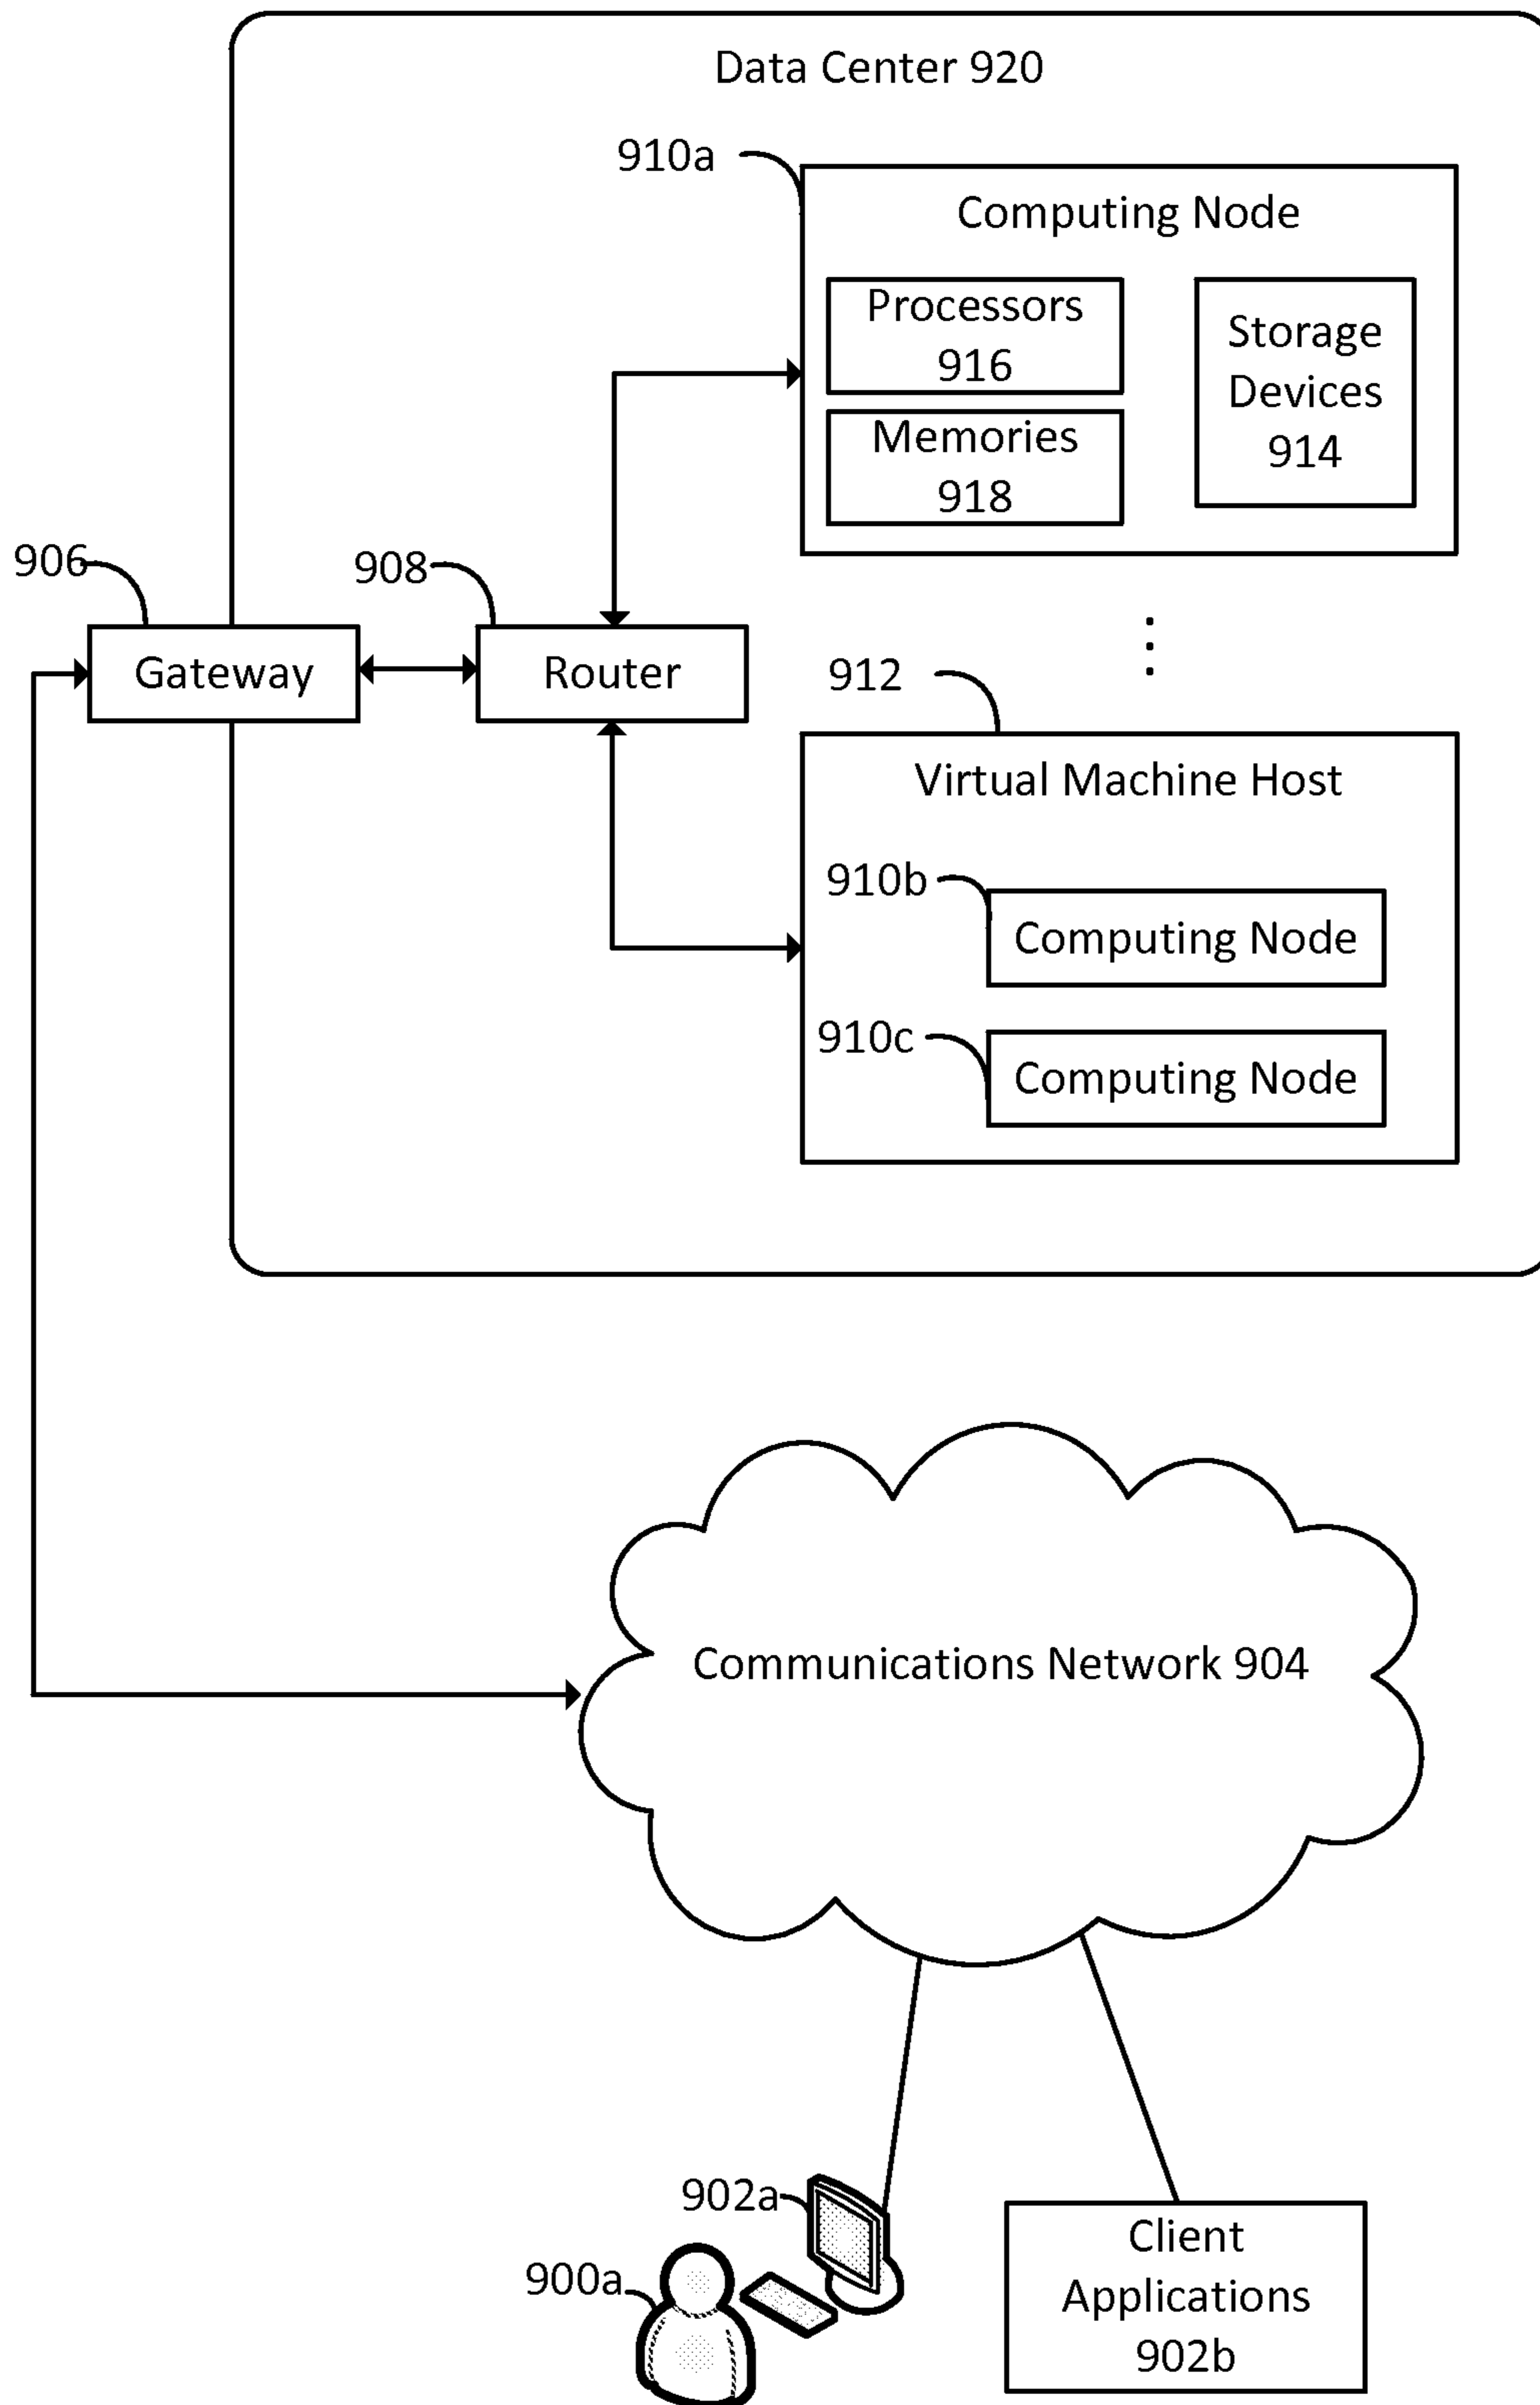 Data Center 920
910a
Computing Node
Processors
916
Storage
Devices
914
Memories
918
906
908
Gateway
Router
912
Virtual Machine Host
910b
Computing Node
910c
Computing Node
Communications Network 904
902a
900a
Client
Applications
902b